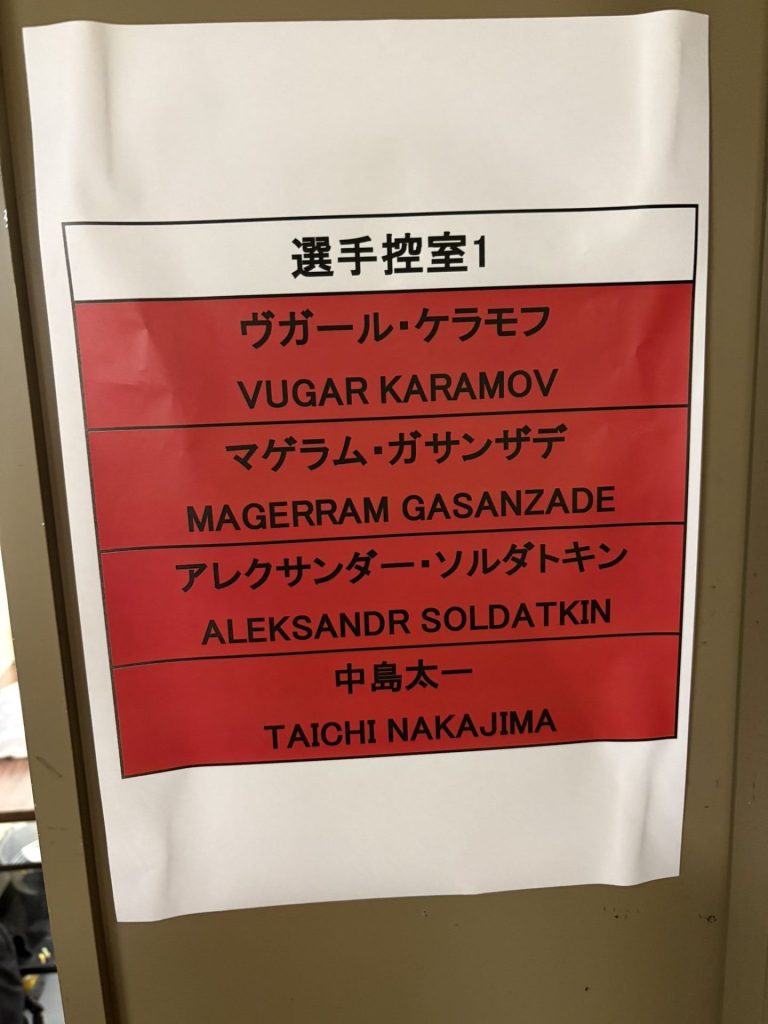 選手控室1
ヴガール・ケラモフ
VUGAR KARAMOV
マゲラム・ガサンザデ
MAGERRAM GASANZADE
アレクサンダー・ソルダトキン
ALEKSANDR SOLDATKIN
中島太一
TAICHI NAKAJIMA